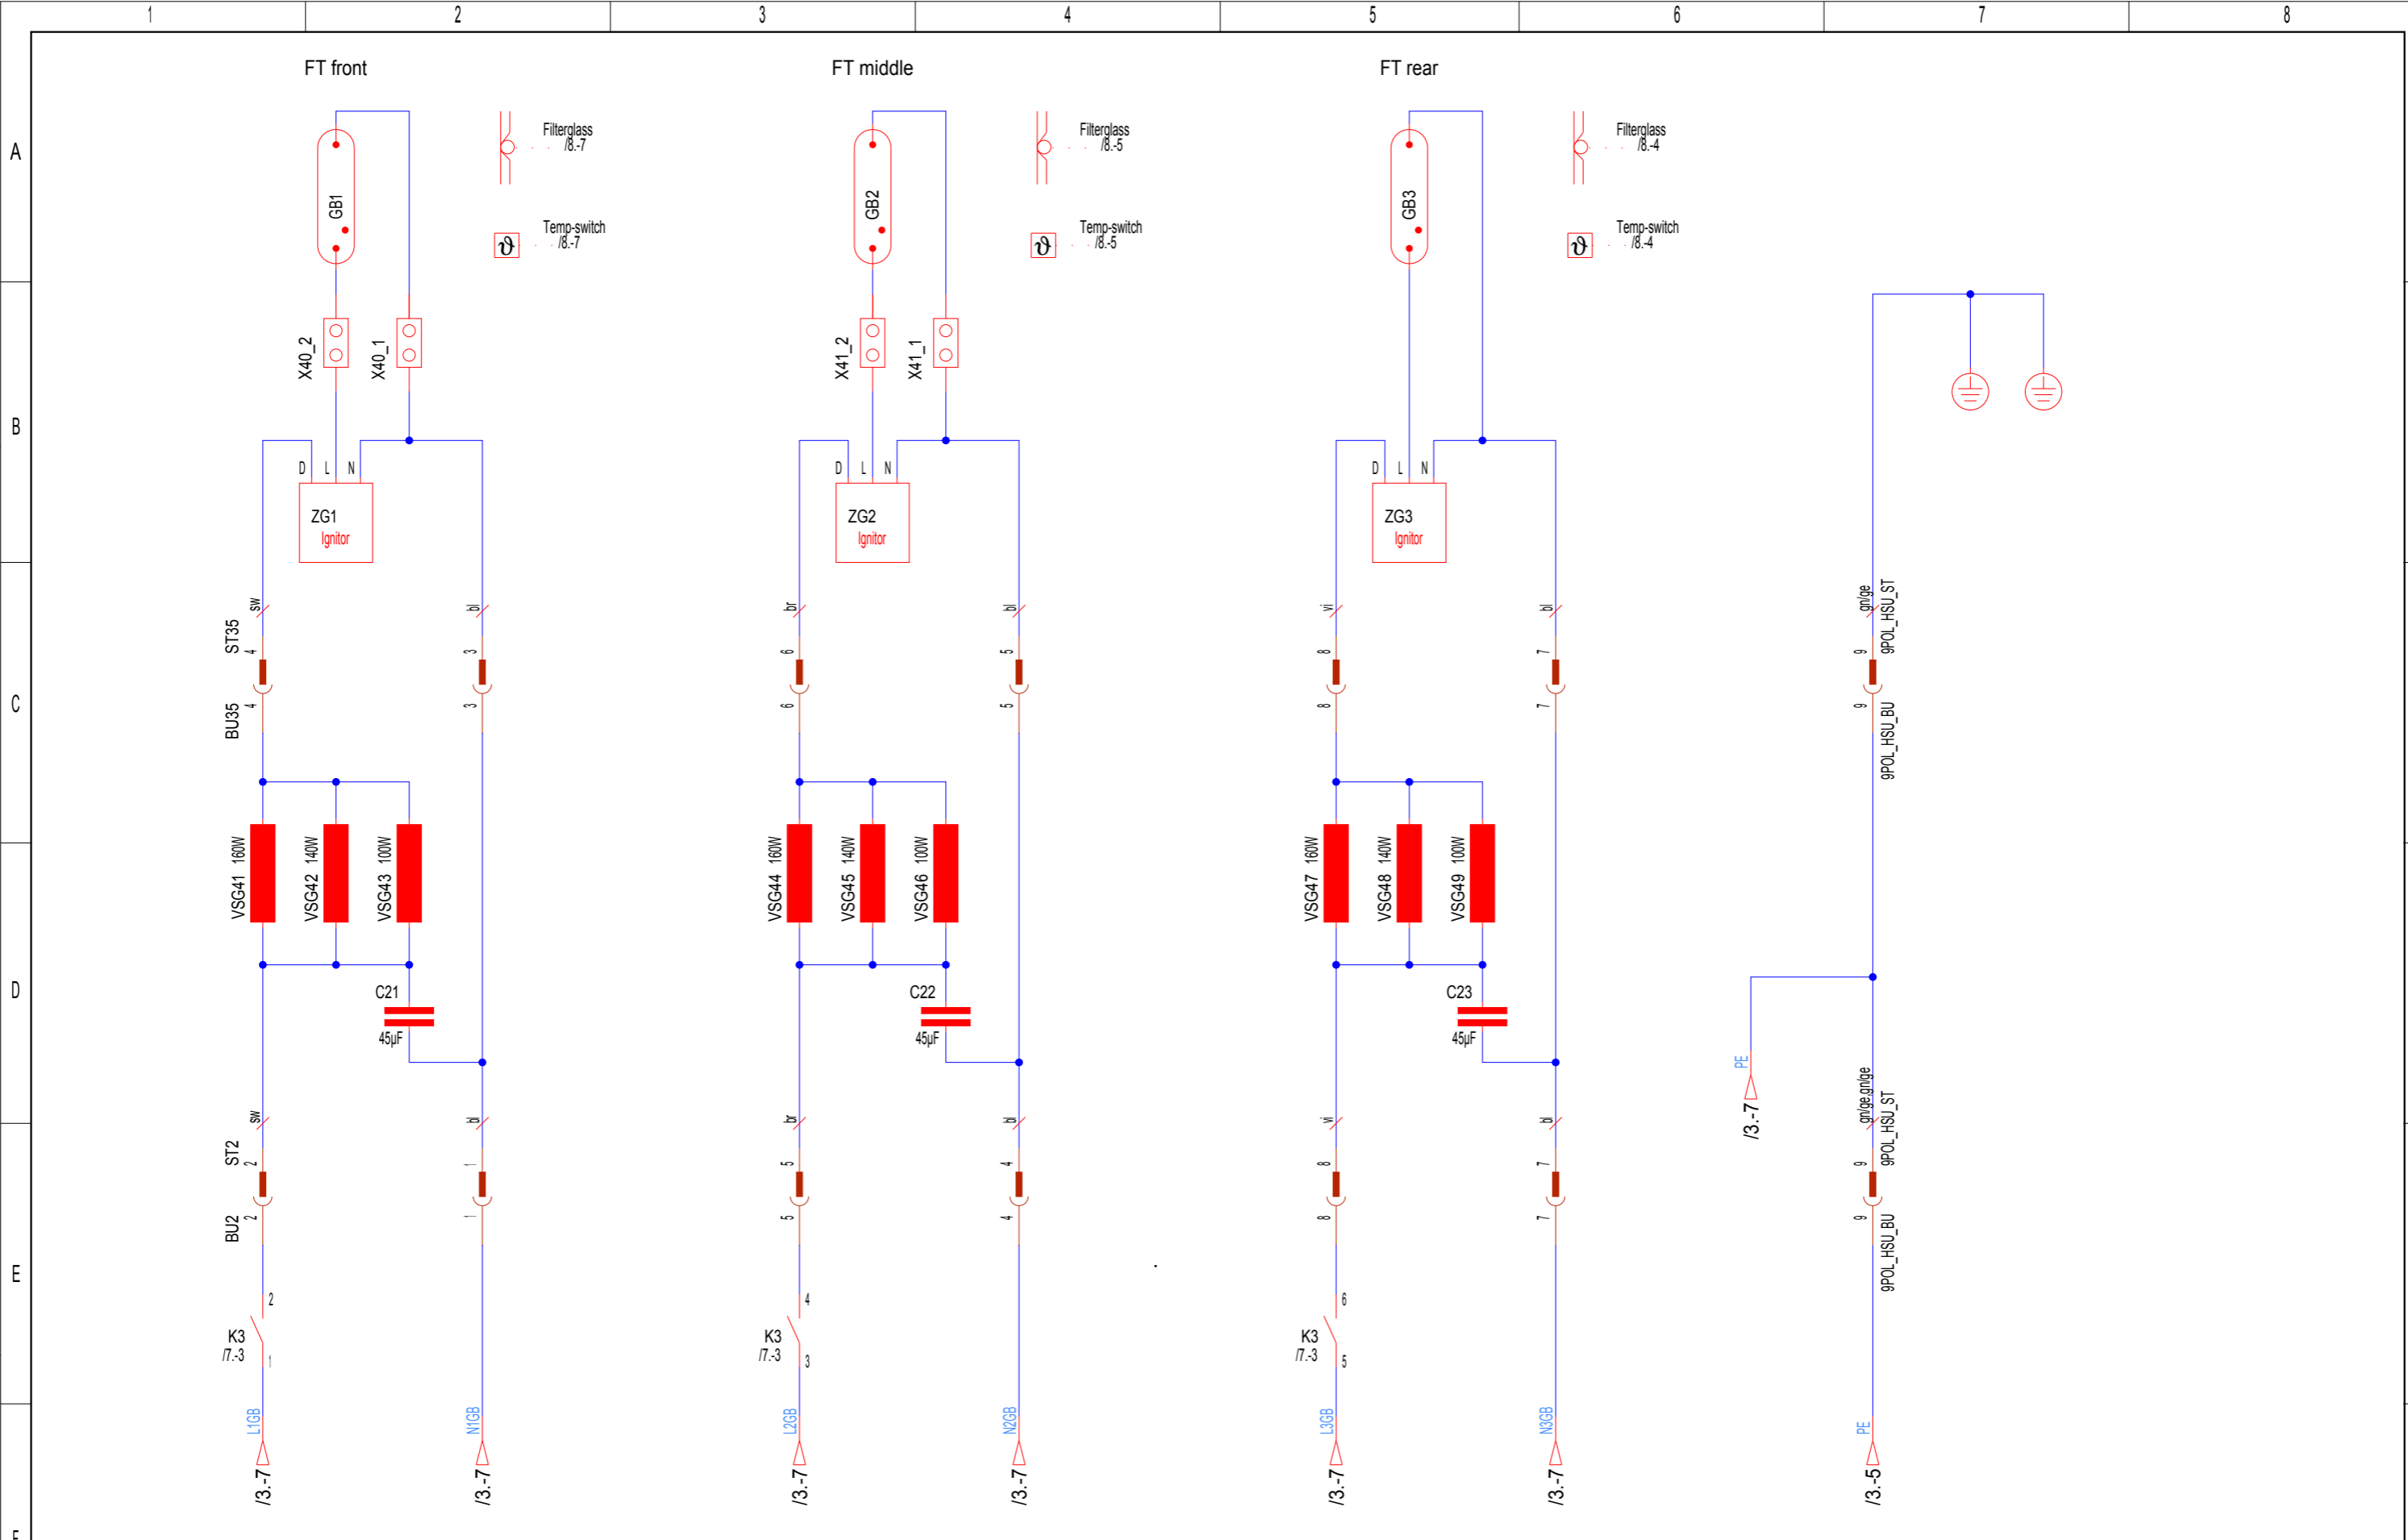 1 2 3 4 5 6 7 8
FT front FT middle FT rear
A
Filterglass Filterglass Filterglass
/8.-7 /8.-5 /8.-4
GB1 GB2 GB3
Temp-switch Temp-switch Temp-switch
ϑ /8.-7 ϑ /8.-5 ϑ /8.-4
X40_2 X40_1 X41_2 X41_1
B
D L N D L N D L N
ZG1 ZG2 ZG3
Ignitor Ignitor Ignitor
sw bl br bl vi bl gn/ge
ST35 4 3 6 5 8 7 9 9POL_HSU_ST
C
BU35 4 3 6 5 8 7 9 9POL_HSU_BU
VSG41 160W VSG42 140W VSG43 100W VSG44 160W VSG45 140W VSG46 100W VSG47 160W VSG48 140W VSG49 100W
D
C21 C22 C23
45µF 45µF 45µF
PE
/3.-7
sw bl br bl vi bl gn/ge,gn/ge
ST2 2 1 5 4 8 7 9 9POL_HSU_ST
BU2 2 1 5 4 8 7 9 9POL_HSU_BU
E
2 4 6
K3 K3 K3
/7.-3 1 /7.-3 3 /7.-3 5
L1GB N1GB L2GB N2GB L3GB N3GB PE
/3.-7 /3.-7 /3.-7 /3.-7 /3.-7 /3.-7 /3.-5